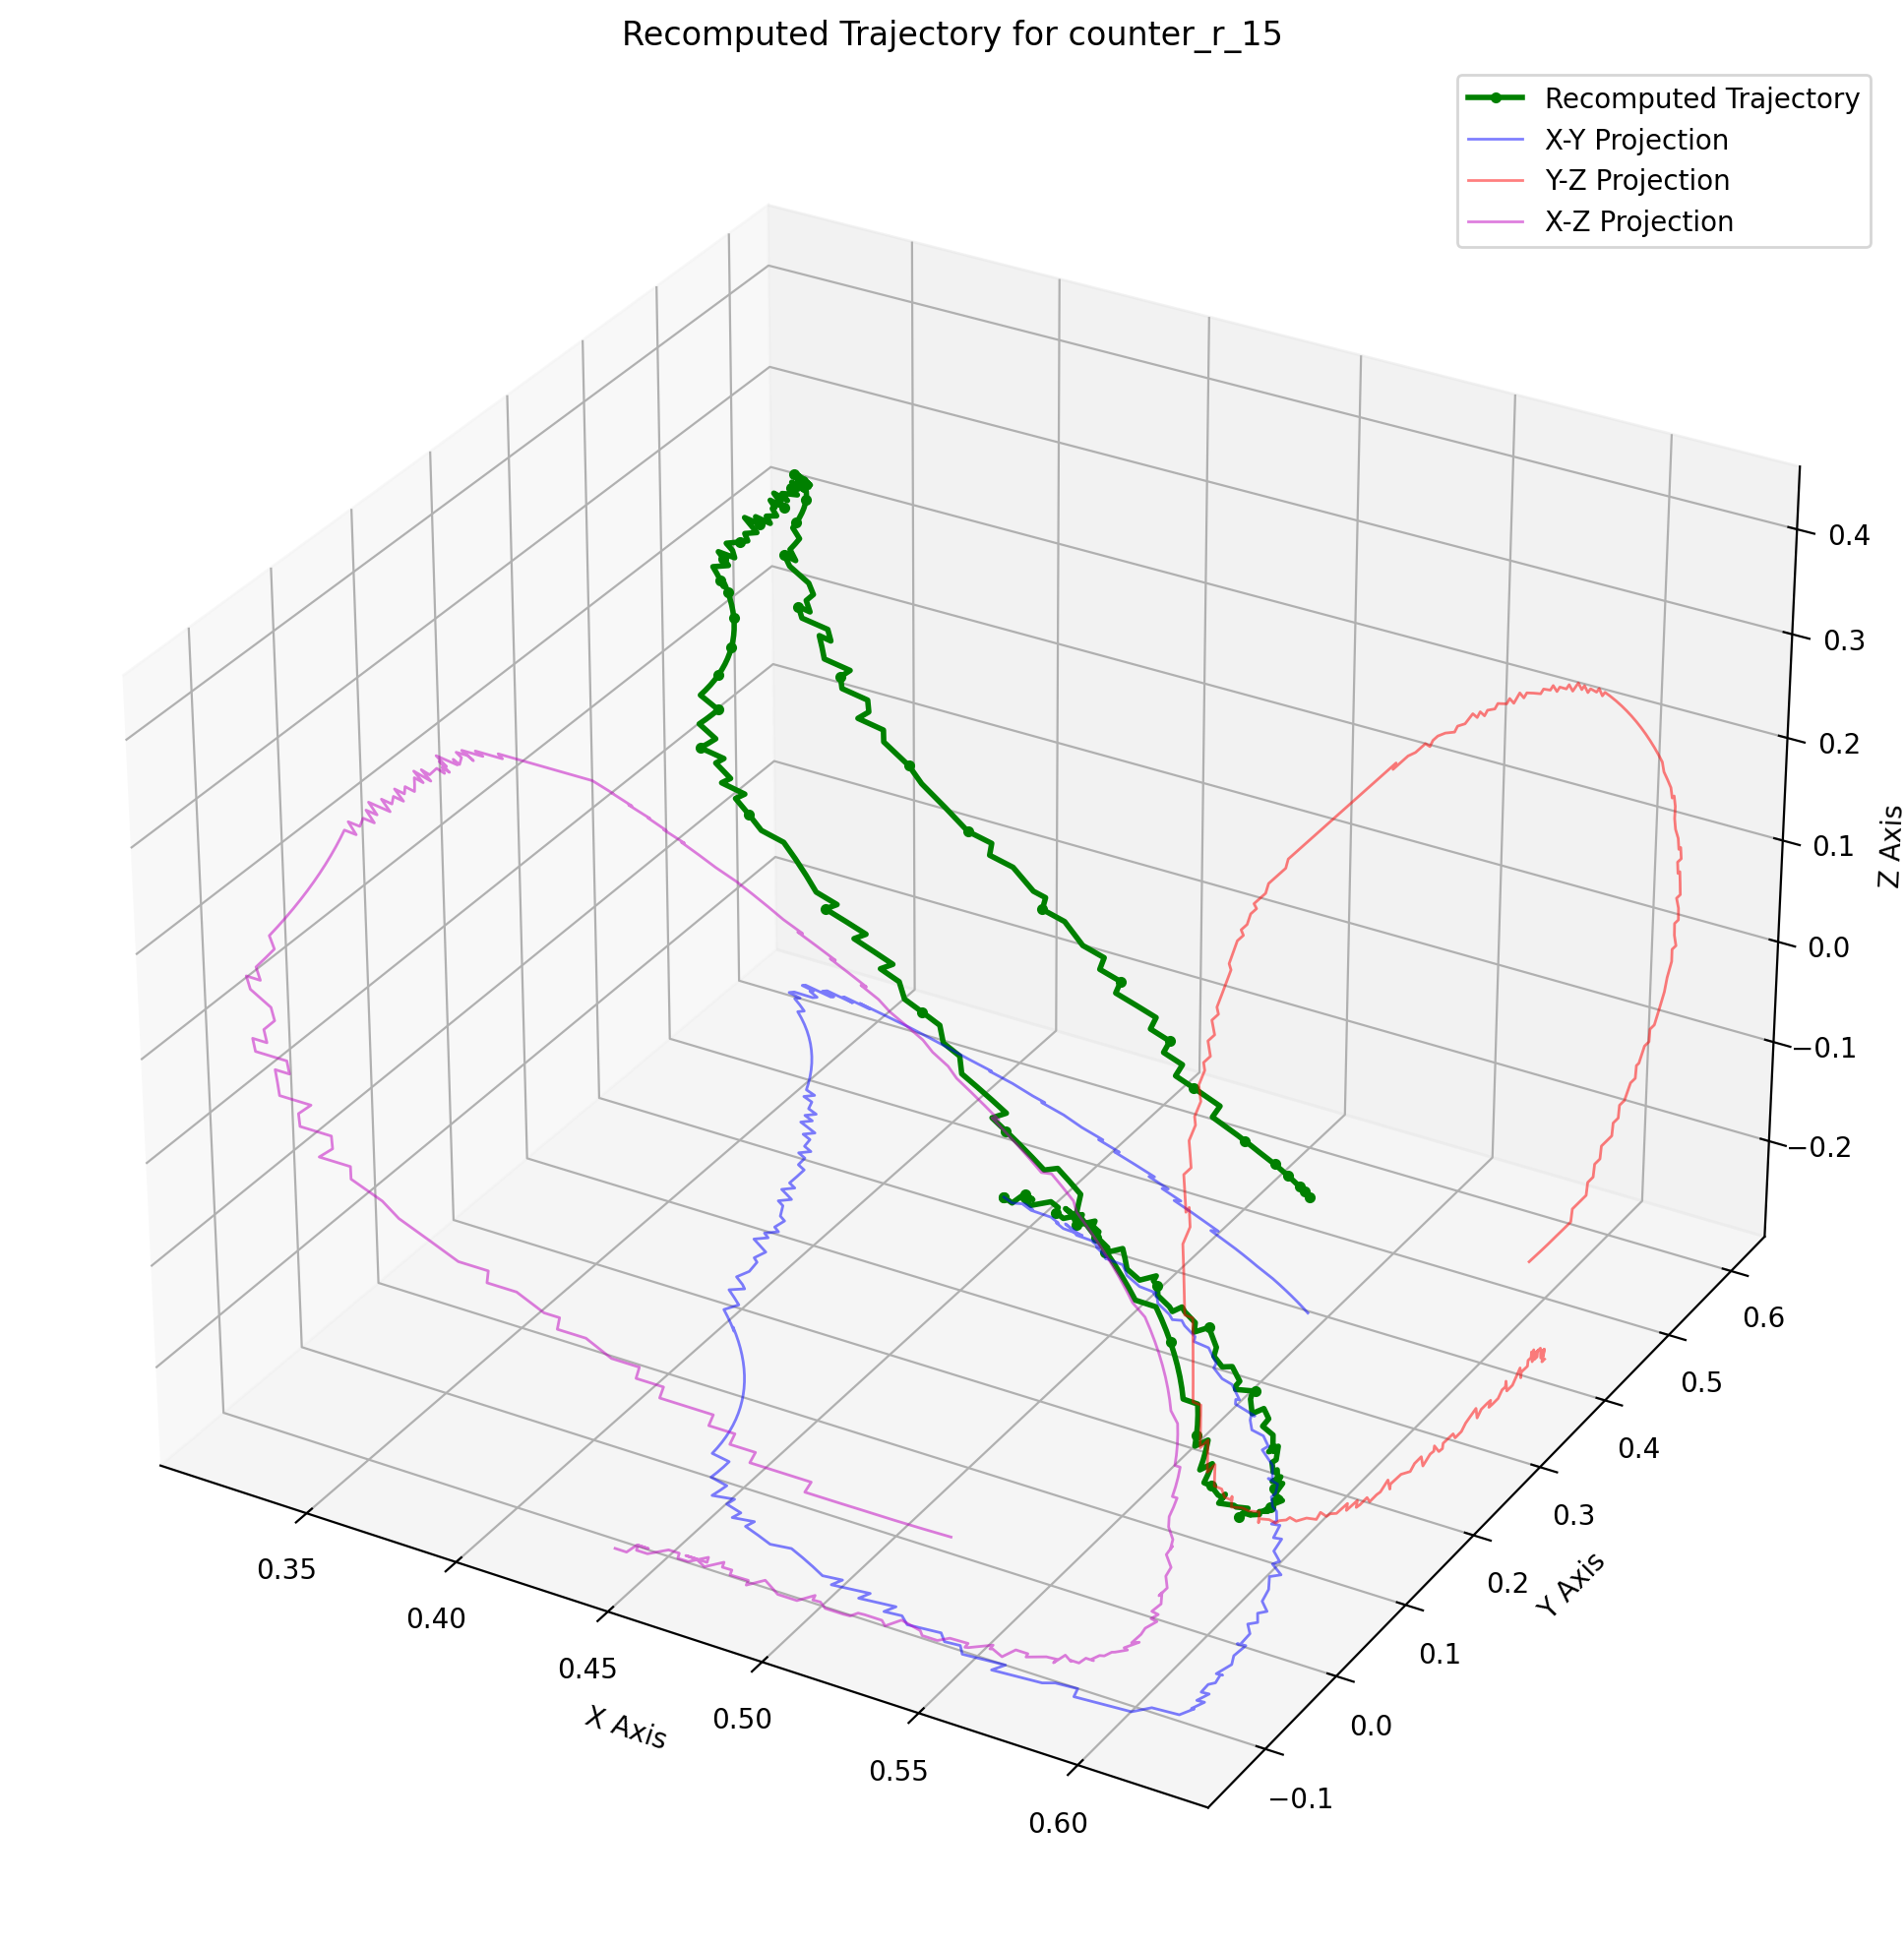 Recomputed Trajectory for counter_r_15
Recomputed Trajectory
X-Y Projection
Y-Z Projection
X-Z Projection
0.4
0.3
0.2
0.1
0.0
−0.1
−0.2
Z Axis
0.6
0.5
0.4
0.3
0.2
0.1
0.0
−0.1
Y Axis
0.35
0.40
0.45
0.50
0.55
0.60
X Axis